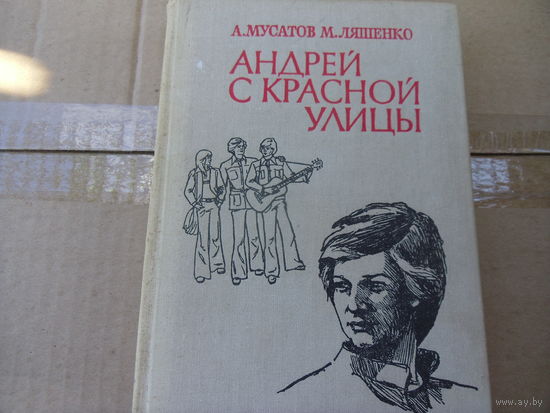 А.МУСАТОВ М.ЛЯШЕНКО
АНДРЕЙ
С КРАСНОЙ
УЛИЦЫ
www.ay.by